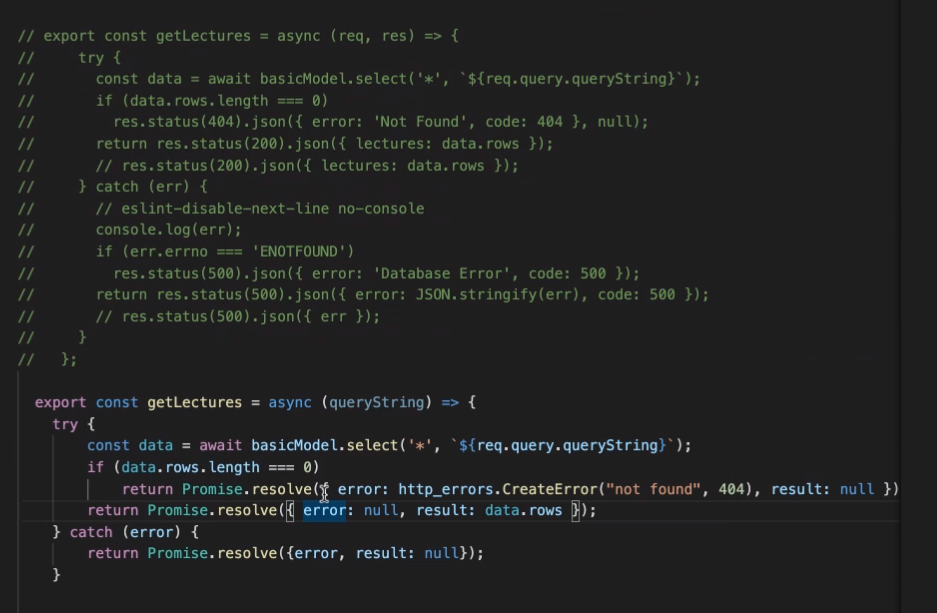 // export const getLectures = async (req, res) => {
//     try {
//       const data = await basicModel.select('*', `${req.query.queryString}`);
//       if (data.rows.length === 0)
//         res.status(404).json({ error: 'Not Found', code: 404 }, null);
//       return res.status(200).json({ lectures: data.rows });
//       // res.status(200).json({ lectures: data.rows });
//     } catch (err) {
//       // eslint-disable-next-line no-console
//       console.log(err);
//       if (err.errno === 'ENOTFOUND')
//         res.status(500).json({ error: 'Database Error', code: 500 });
//       return res.status(500).json({ error: JSON.stringify(err), code: 500 });
//       // res.status(500).json({ err });
//     }
//   };
export const getLectures = async (queryString) => {
  try {
      const data = await basicModel.select('*', `${req.query.queryString}`);
      if (data.rows.length === 0)
          return Promise.resolve({ error: http_errors.CreateError("not found", 404), result: null })
      return Promise.resolve({ error: null, result: data.rows });
  } catch (error) {
      return Promise.resolve({error, result: null});
  }